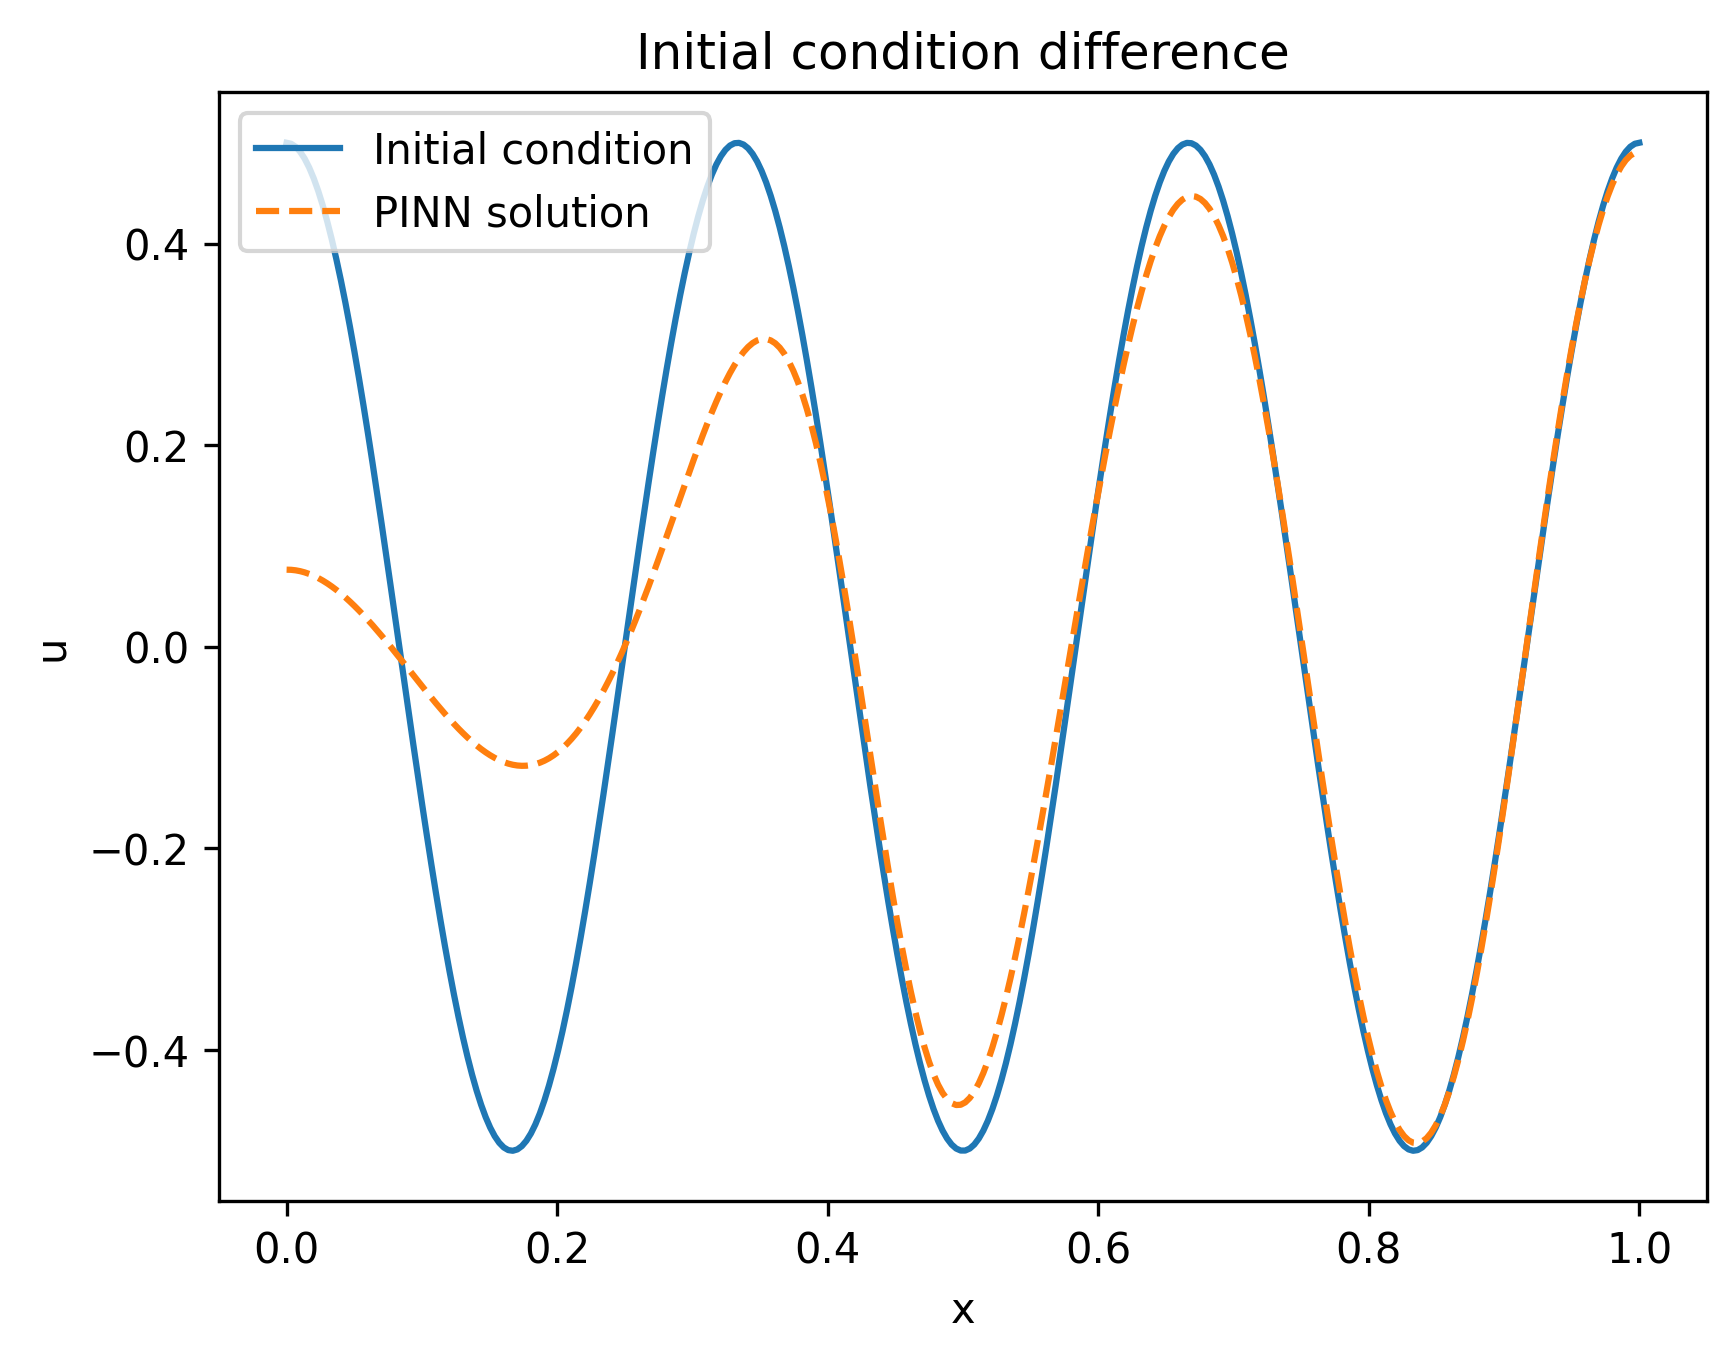 Initial condition difference
Initial condition
PINN solution
0.4
0.2
0.0
−0.2
−0.4
u
0.0 0.2 0.4 0.6 0.8 1.0
x